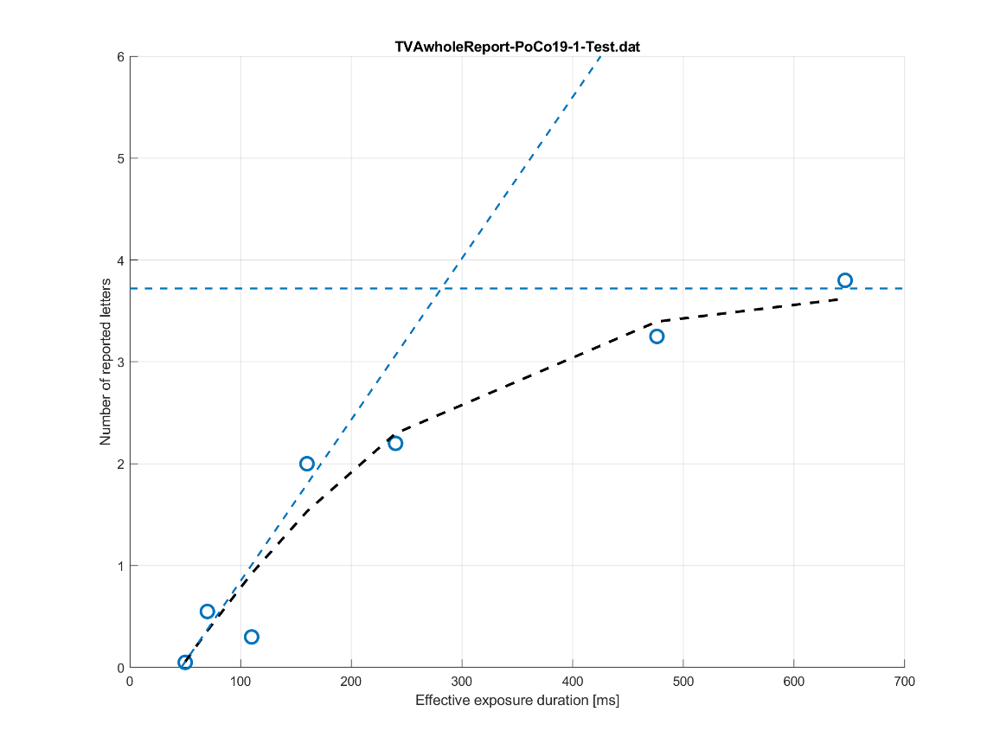 TVAwholeReport-PoCo19-1-Test.dat
6
5
4
3
2
1
0
Number of reported letters
0 100 200 300 400 500 600 700
Effective exposure duration [ms]